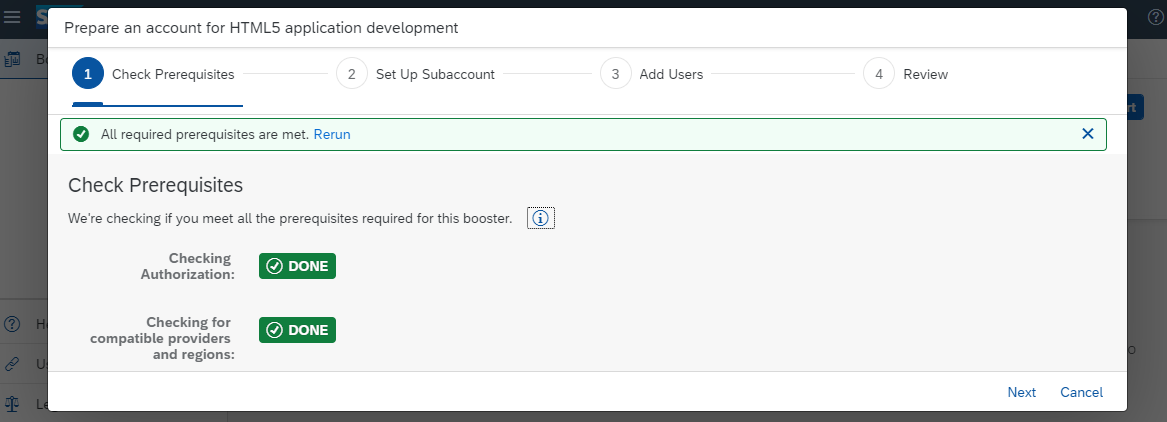 Prepare an account for HTML5 application development
1 Check Prerequisites 2 Set Up Subaccount 3 Add Users 4 Review
All required prerequisites are met. Rerun
Check Prerequisites
We're checking if you meet all the prerequisites required for this booster.
Checking
Authorization:
DONE
Checking for
compatible providers
and regions:
DONE
Next Cancel